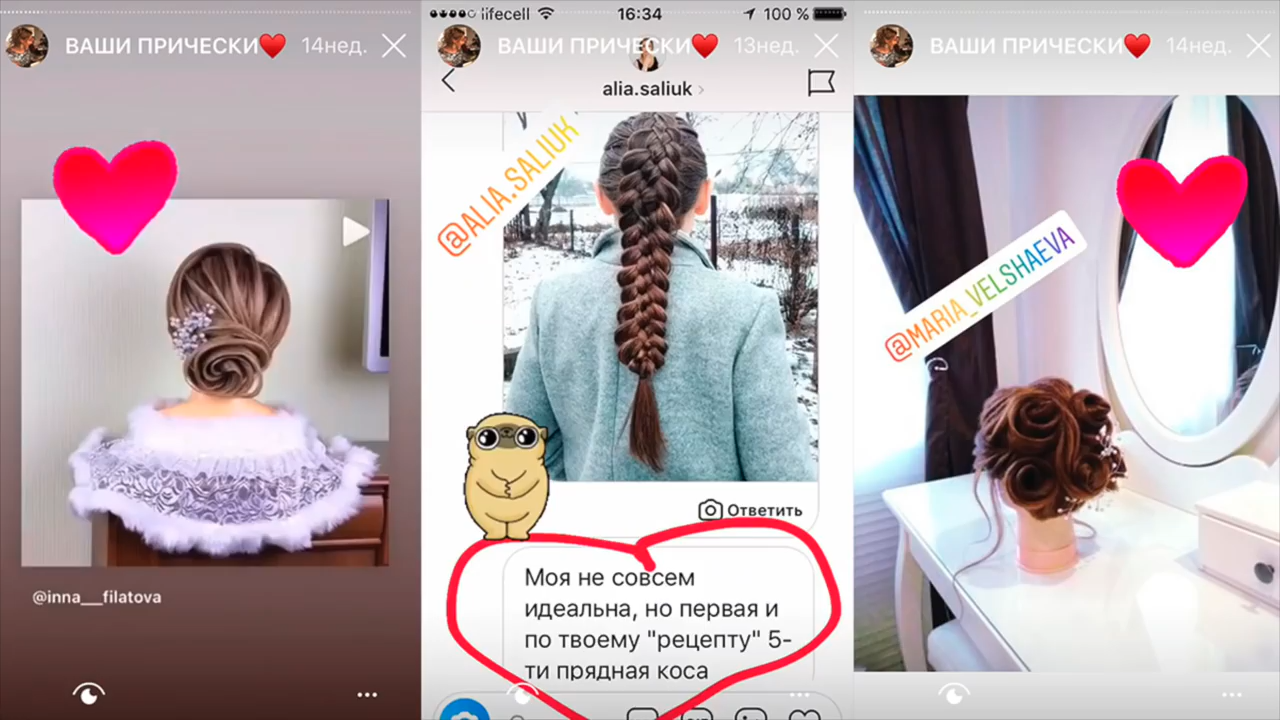 ВАШИ ПРИЧЕСКИ❤️ 14нед.
@inna___filatova
lifecell 16:34 100 %
ВАШИ ПРИЧЕСКИ❤️ 13нед.
alia.saliuk
@ALIA.SALIUK
Ответить
Моя не совсем
идеальна, но первая и
по твоему "рецепту" 5-
ти прядная коса
ВАШИ ПРИЧЕСКИ❤️ 14нед.
@MARIA_VELSHAEVA